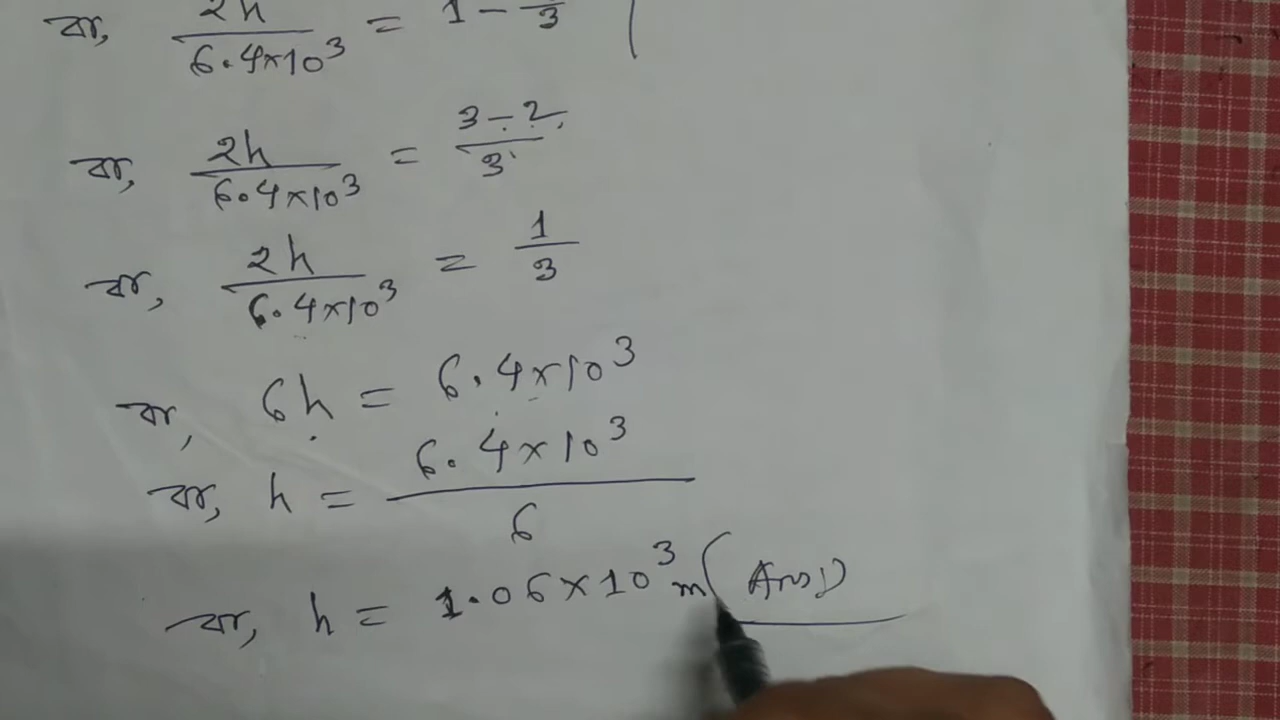 বা, 2h/6.4×10³ = 1 - /3
বা, 2h/6.4×10³ = 3-2/3
বা, 2h/6.4×10³ = 1/3
বা, 6h = 6.4×10³
বা, h = 6.4×10³/6
বা, h = 1.06×10³ m (Ans)